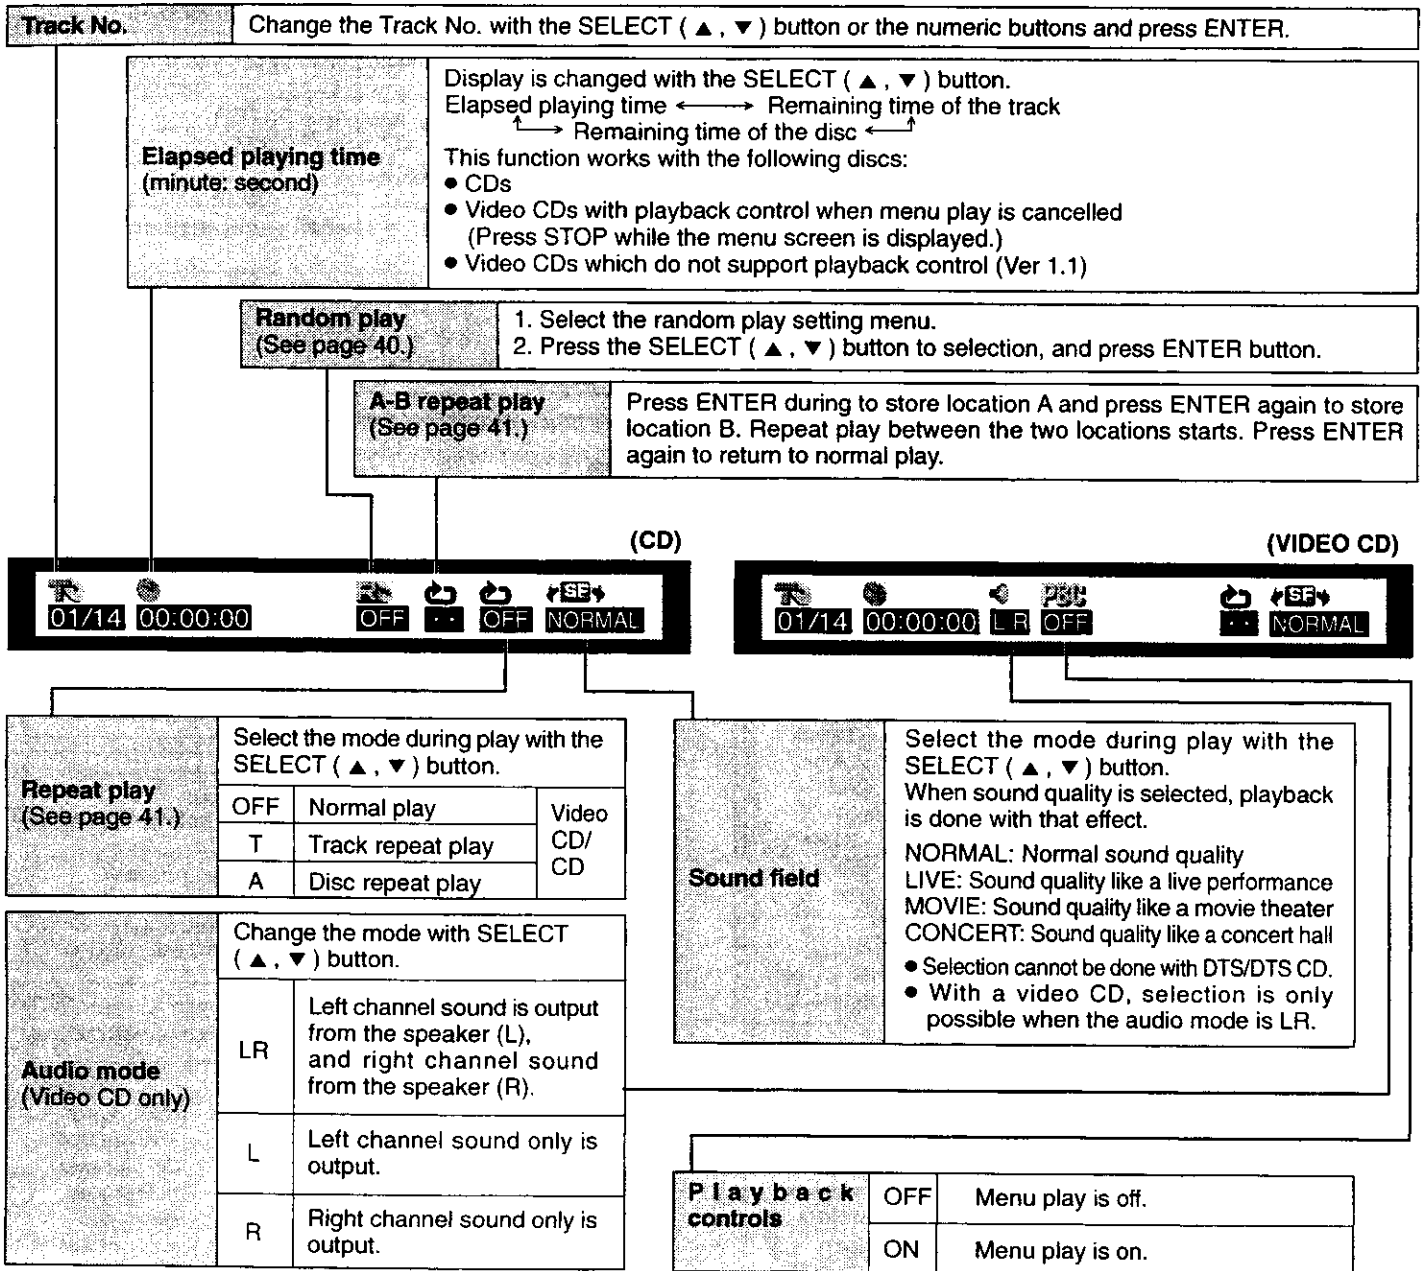 Track No.
Change the Track No. with the SELECT ( ▲ , ▼ ) button or the numeric buttons and press ENTER.
Elapsed playing time
(minute: second)
Display is changed with the SELECT ( ▲ , ▼ ) button.
Elapsed playing time ←→ Remaining time of the track
→ Remaining time of the disc ←
This function works with the following discs:
● CDs
● Video CDs with playback control when menu play is cancelled
(Press STOP while the menu screen is displayed.)
● Video CDs which do not support playback control (Ver 1.1)
Random play
(See page 40.)
1. Select the random play setting menu.
2. Press the SELECT ( ▲ , ▼ ) button to selection, and press ENTER button.
A-B repeat play
(See page 41.)
Press ENTER during to store location A and press ENTER again to store
location B. Repeat play between the two locations starts. Press ENTER
again to return to normal play.
(CD)
SF
01/14 00:00:00 OFF · · OFF NORMAL
(VIDEO CD)
PBC SF
01/14 00:00:00 L R OFF · · NORMAL
Repeat play
(See page 41.)
Select the mode during play with the
SELECT ( ▲ , ▼ ) button.
OFF Normal play
T Track repeat play
A Disc repeat play
Video
CD/
CD
Audio mode
(Video CD only)
Change the mode with SELECT
( ▲ , ▼ ) button.
LR
Left channel sound is output
from the speaker (L),
and right channel sound
from the speaker (R).
L
Left channel sound only is
output.
R
Right channel sound only is
output.
Sound field
Select the mode during play with the
SELECT ( ▲ , ▼ ) button.
When sound quality is selected, playback
is done with that effect.
NORMAL: Normal sound quality
LIVE: Sound quality like a live performance
MOVIE: Sound quality like a movie theater
CONCERT: Sound quality like a concert hall
● Selection cannot be done with DTS/DTS CD.
● With a video CD, selection is only
possible when the audio mode is LR.
Playback
controls
OFF Menu play is off.
ON Menu play is on.